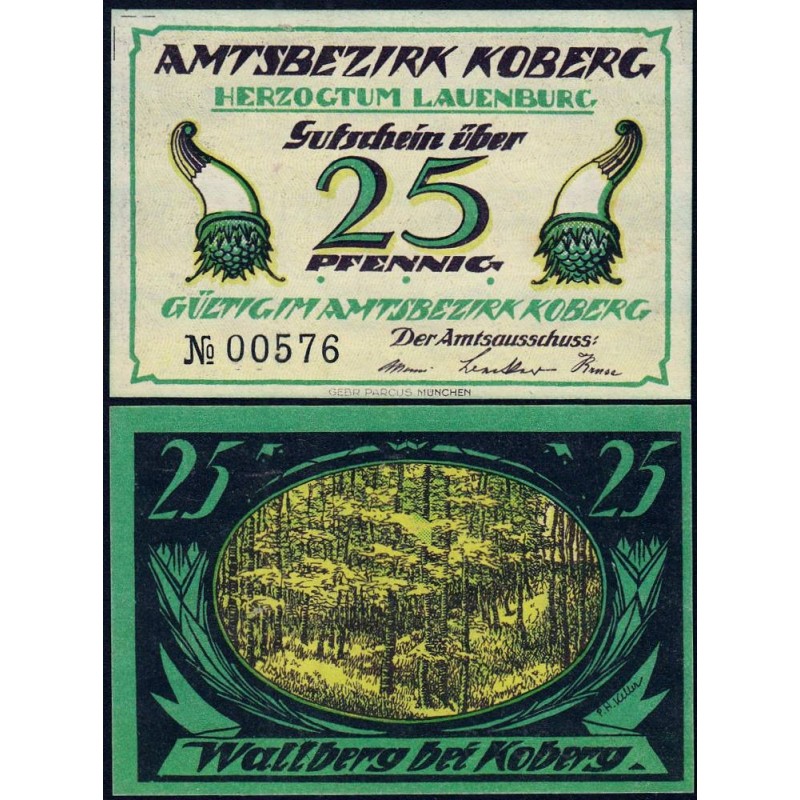 AMTSBEZIRK KOBERG
HERZOGTUM LAUENBURG
Gutschein über
25
PFENNIG
GÜLTIG IM AMTSBEZIRK KOBERG
№ 00576
Der Amtsausschuss:
GEBR. PARCUS MÜNCHEN
25 25
Wallberg bei Koberg.